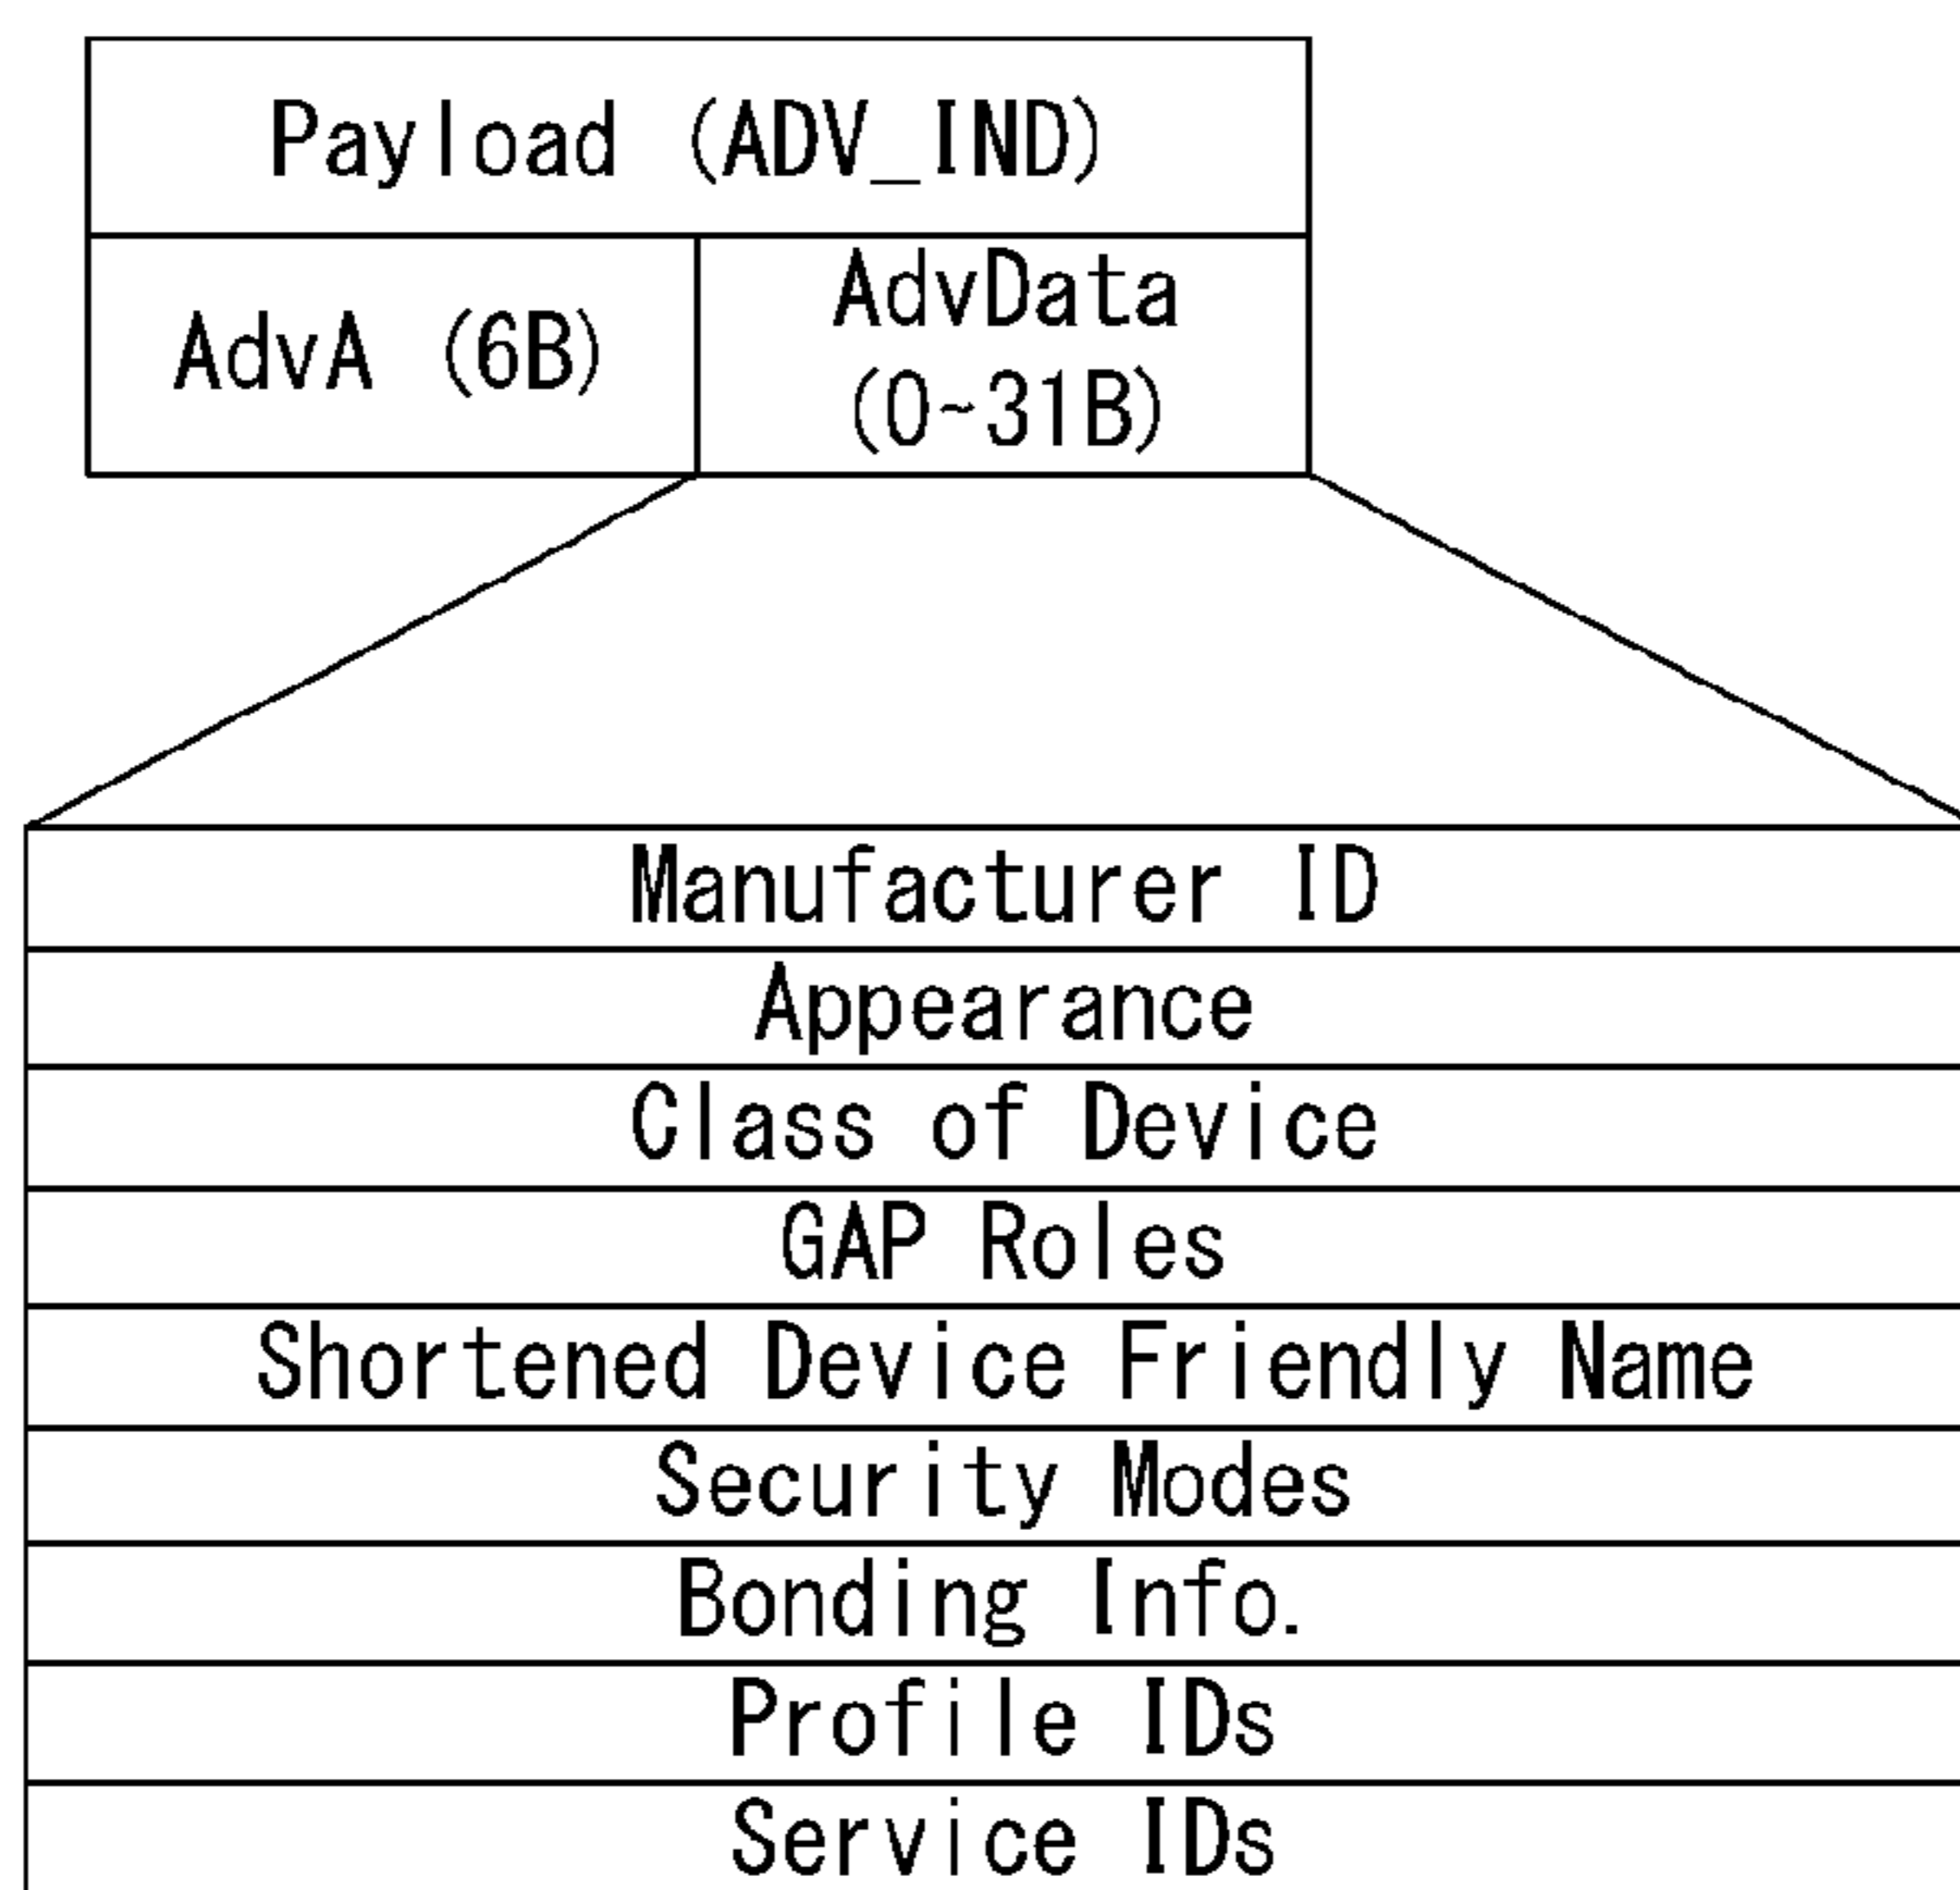 Payload (ADV_IND)
AdvA (6B)
AdvData
(0~31B)
Manufacturer ID
Appearance
Class of Device
GAP Roles
Shortened Device Friendly Name
Security Modes
Bonding Info.
Profile IDs
Service IDs